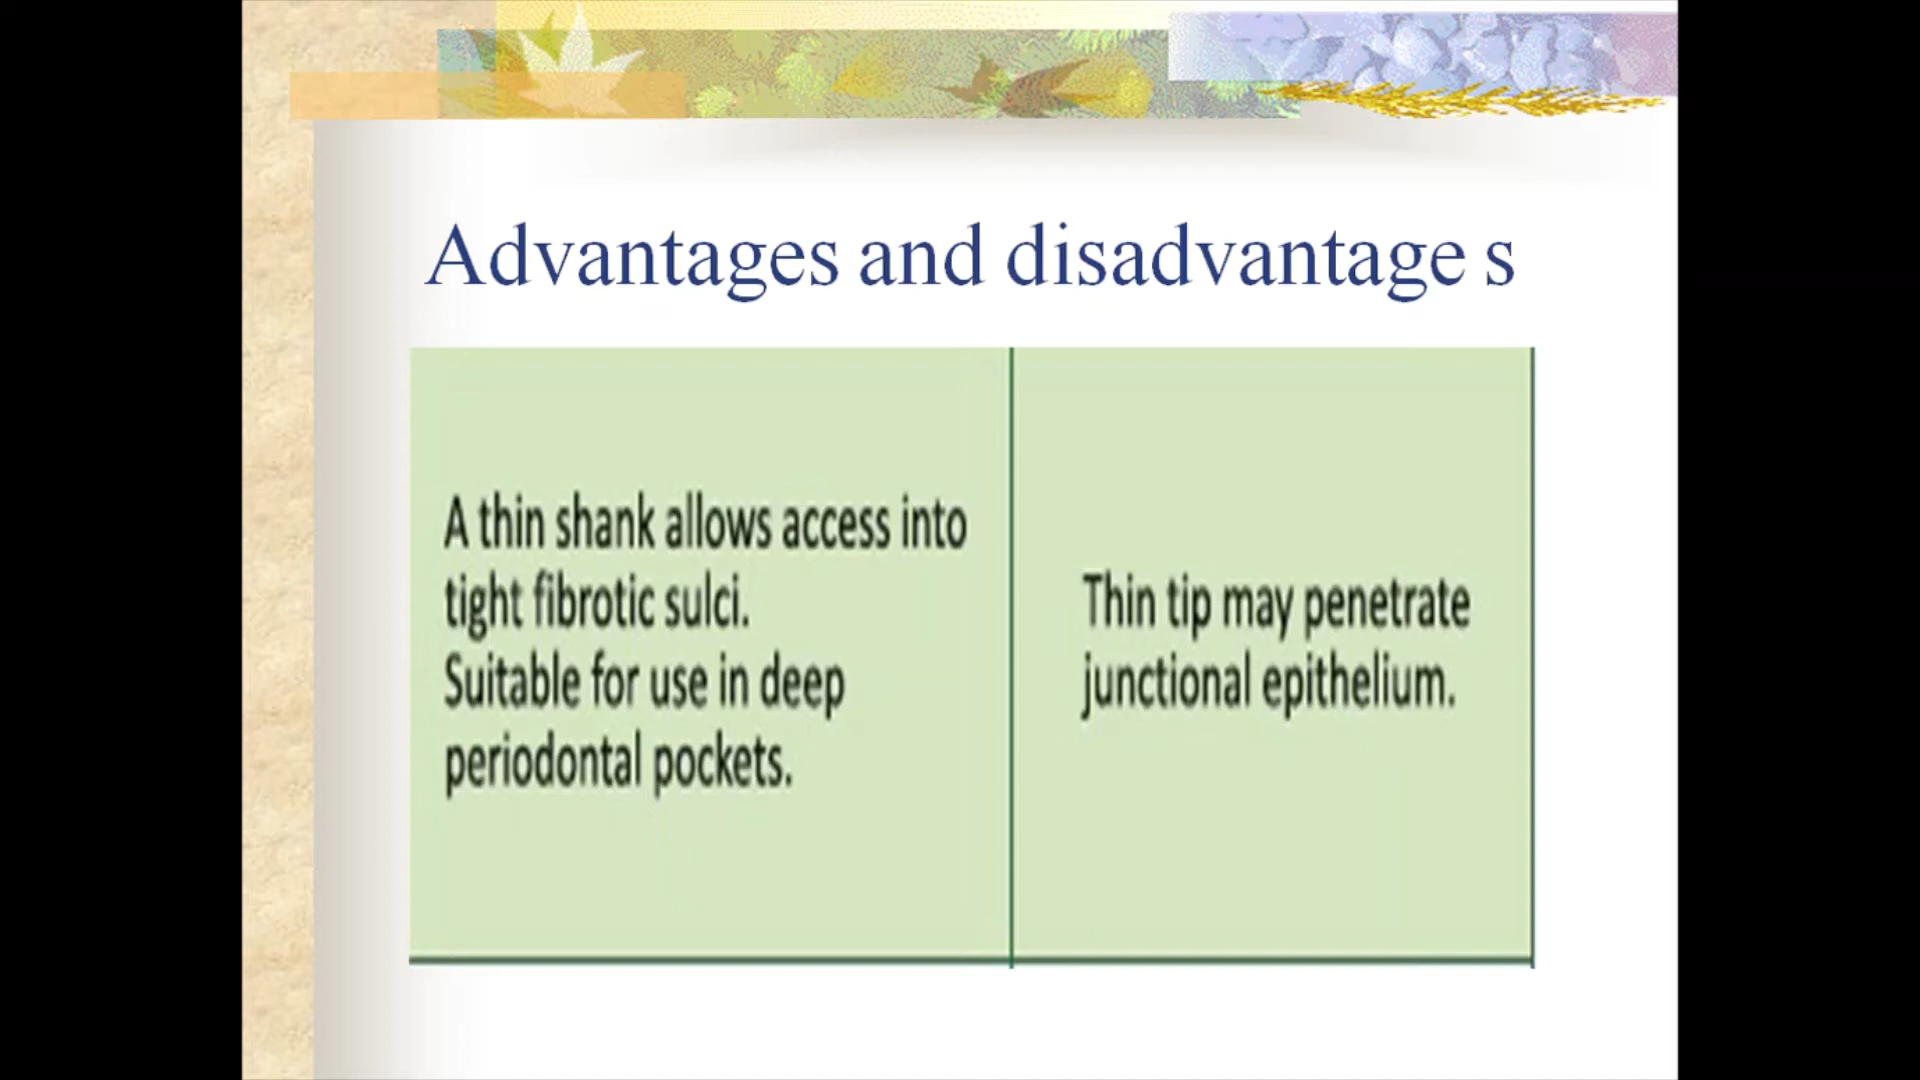 Advantages and disadvantage s
A thin shank allows access into
tight fibrotic sulci.
Suitable for use in deep
periodontal pockets.
Thin tip may penetrate
junctional epithelium.